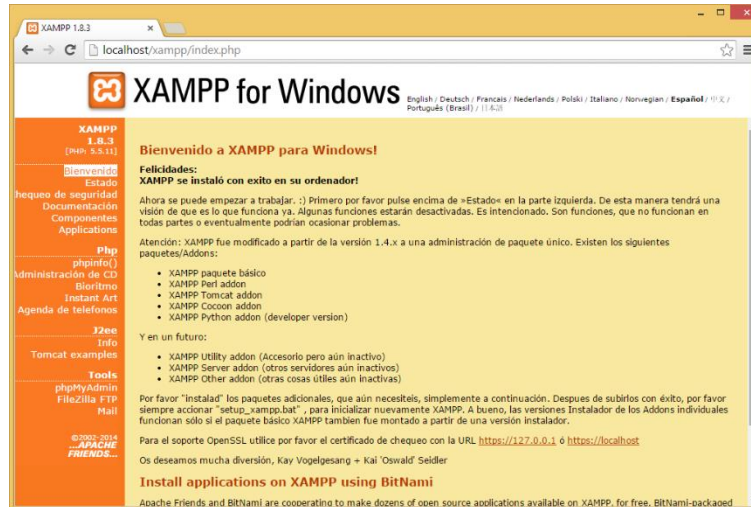 XAMPP 1.8.3
localhost/xampp/index.php
XAMPP for Windows
English / Deutsch / Francais / Nederlands / Polski / Italiano / Norwegian / Español / 中文 /
Português (Brasil) / 日本語
XAMPP
1.8.3
[PHP: 5.5.11]
Bienvenido
Estado
hequeo de seguridad
Documentación
Componentes
Applications
Php
phpinfo()
Administración de CD
Bioritmo
Instant Art
Agenda de telefonos
J2ee
Info
Tomcat examples
Tools
phpMyAdmin
FileZilla FTP
Mail
©2002-2014
...APACHE
FRIENDS...
Bienvenido a XAMPP para Windows!
Felicidades:
XAMPP se instaló con exito en su ordenador!
Ahora se puede empezar a trabajar. :) Primero por favor pulse encima de »Estado« en la parte izquierda. De esta manera tendrá una
visión de que es lo que funciona ya. Algunas funciones estarán desactivadas. Es intencionado. Son funciones, que no funcionan en
todas partes o eventualmente podrian ocasionar problemas.
Atención: XAMPP fue modificado a partir de la versión 1.4.x a una administración de paquete único. Existen los siguientes
paquetes/Addons:
• XAMPP paquete básico
• XAMPP Perl addon
• XAMPP Tomcat addon
• XAMPP Cocoon addon
• XAMPP Python addon (developer version)
Y en un futuro:
• XAMPP Utility addon (Accesorio pero aún inactivo)
• XAMPP Server addon (otros servidores aún inactivos)
• XAMPP Other addon (otras cosas útiles aún inactivas)
Por favor "instalad" los paquetes adicionales, que aún necesiteis, simplemente a continuación. Despues de subirlos con éxito, por favor
siempre accionar "setup_xampp.bat" , para inicializar nuevamente XAMPP. A bueno, las versiones Instalador de los Addons individuales
funcionan sólo si el paquete básico XAMPP tambien fue montado a partir de una versión instalador.
Para el soporte OpenSSL utilice por favor el certificado de chequeo con la URL https://127.0.0.1 ó https://localhost
Os deseamos mucha diversión, Kay Vogelgesang + Kai 'Oswald' Seidler
Install applications on XAMPP using BitNami
Apache Friends and BitNami are cooperating to make dozens of open source applications available on XAMPP, for free. BitNami-packaged